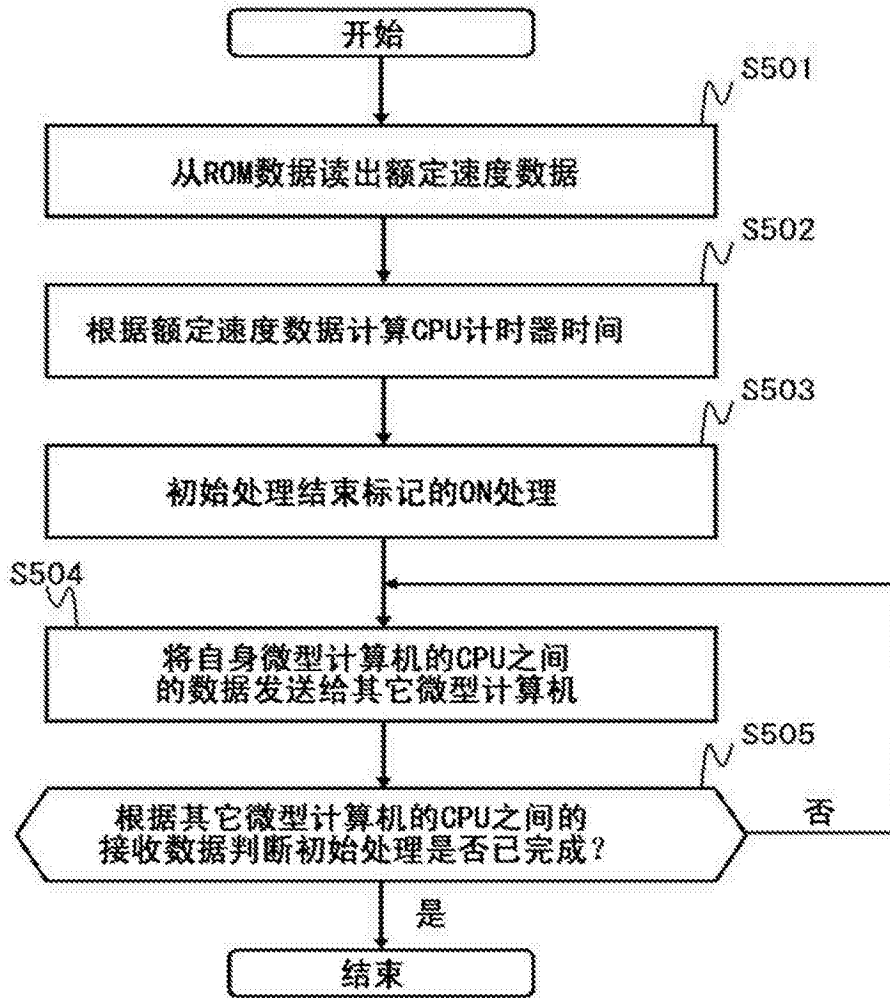 开始
S501
从ROM数据读出额定速度数据
S502
根据额定速度数据计算CPU计时器时间
S503
初始处理结束标记的ON处理
S504
将自身微型计算机的CPU之间
的数据发送给其它微型计算机
S505
根据其它微型计算机的CPU之间的
接收数据判断初始处理是否已完成?
否
是
结束